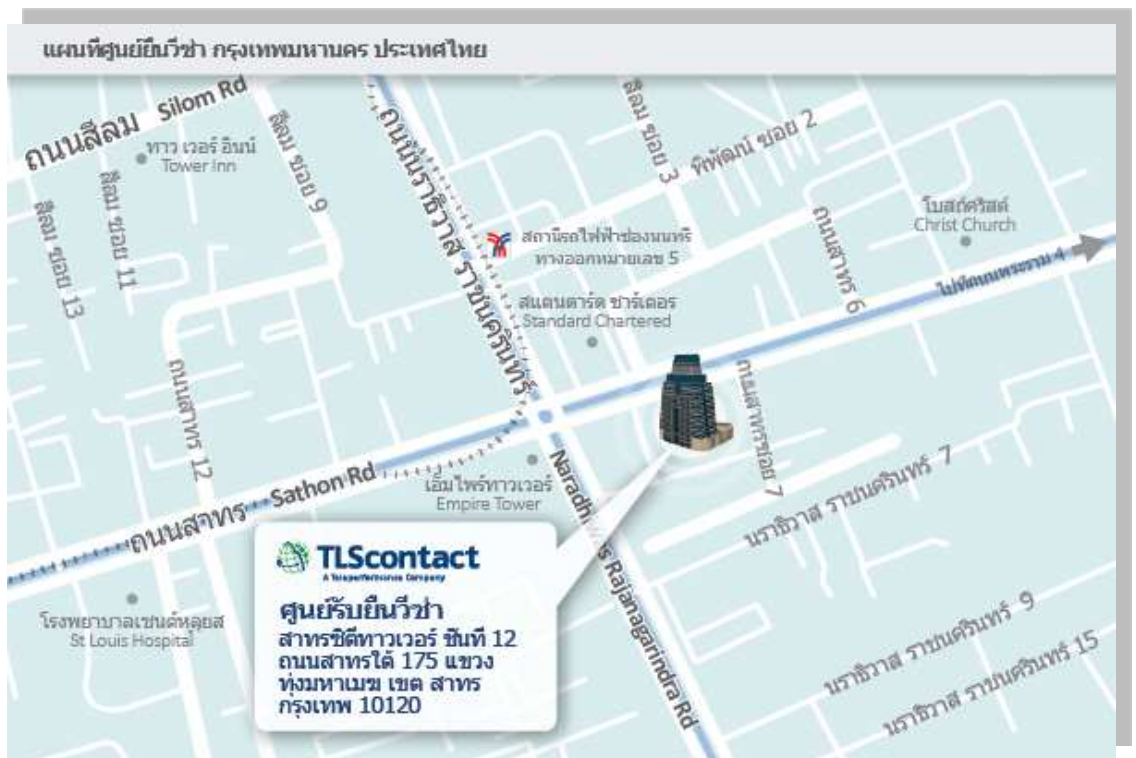 แผนที่ศูนย์ยื่นวีซ่า กรุงเทพมหานคร ประเทศไทย
ถนนสีลม Silom Rd
ทาว เวอร์ อินน์
Tower Inn
สีลม ซอย 9
สีลม ซอย 11
สีลม ซอย 13
ถนนนราธิวาส ราชนครินทร์
สีลม ซอย 3
พิพัฒน์ ซอย 2
สถานีรถไฟฟ้าช่องนนทรี
ทางออกหมายเลข 5
สแตนดาร์ด ชาร์เตอร์
Standard Chartered
ถนนสาทร 6
โบสถ์คริสต์
Christ Church
ไปทางถนนพระราม 4
ถนนสาทร 12
ถนนสาทรซอย 7
ถนนสาทร Sathon Rd
เอ็มไพร์ทาวเวอร์
Empire Tower
Naradhiwas Rajanagarindra Rd
นราธิวาส ราชนครินทร์ 7
นราธิวาส ราชนครินทร์ 9
นราธิวาส ราชนครินทร์ 15
โรงพยาบาลเซนต์หลุยส
St Louis Hospital
TLScontact
A Teleperformance Company
ศูนย์รับยื่นวีซ่า
สาทรซิตีทาวเวอร์ ชั้นที่ 12
ถนนสาทรใต้ 175 แขวง
ทุ่งมหาเมฆ เขต สาทร
กรุงเทพ 10120